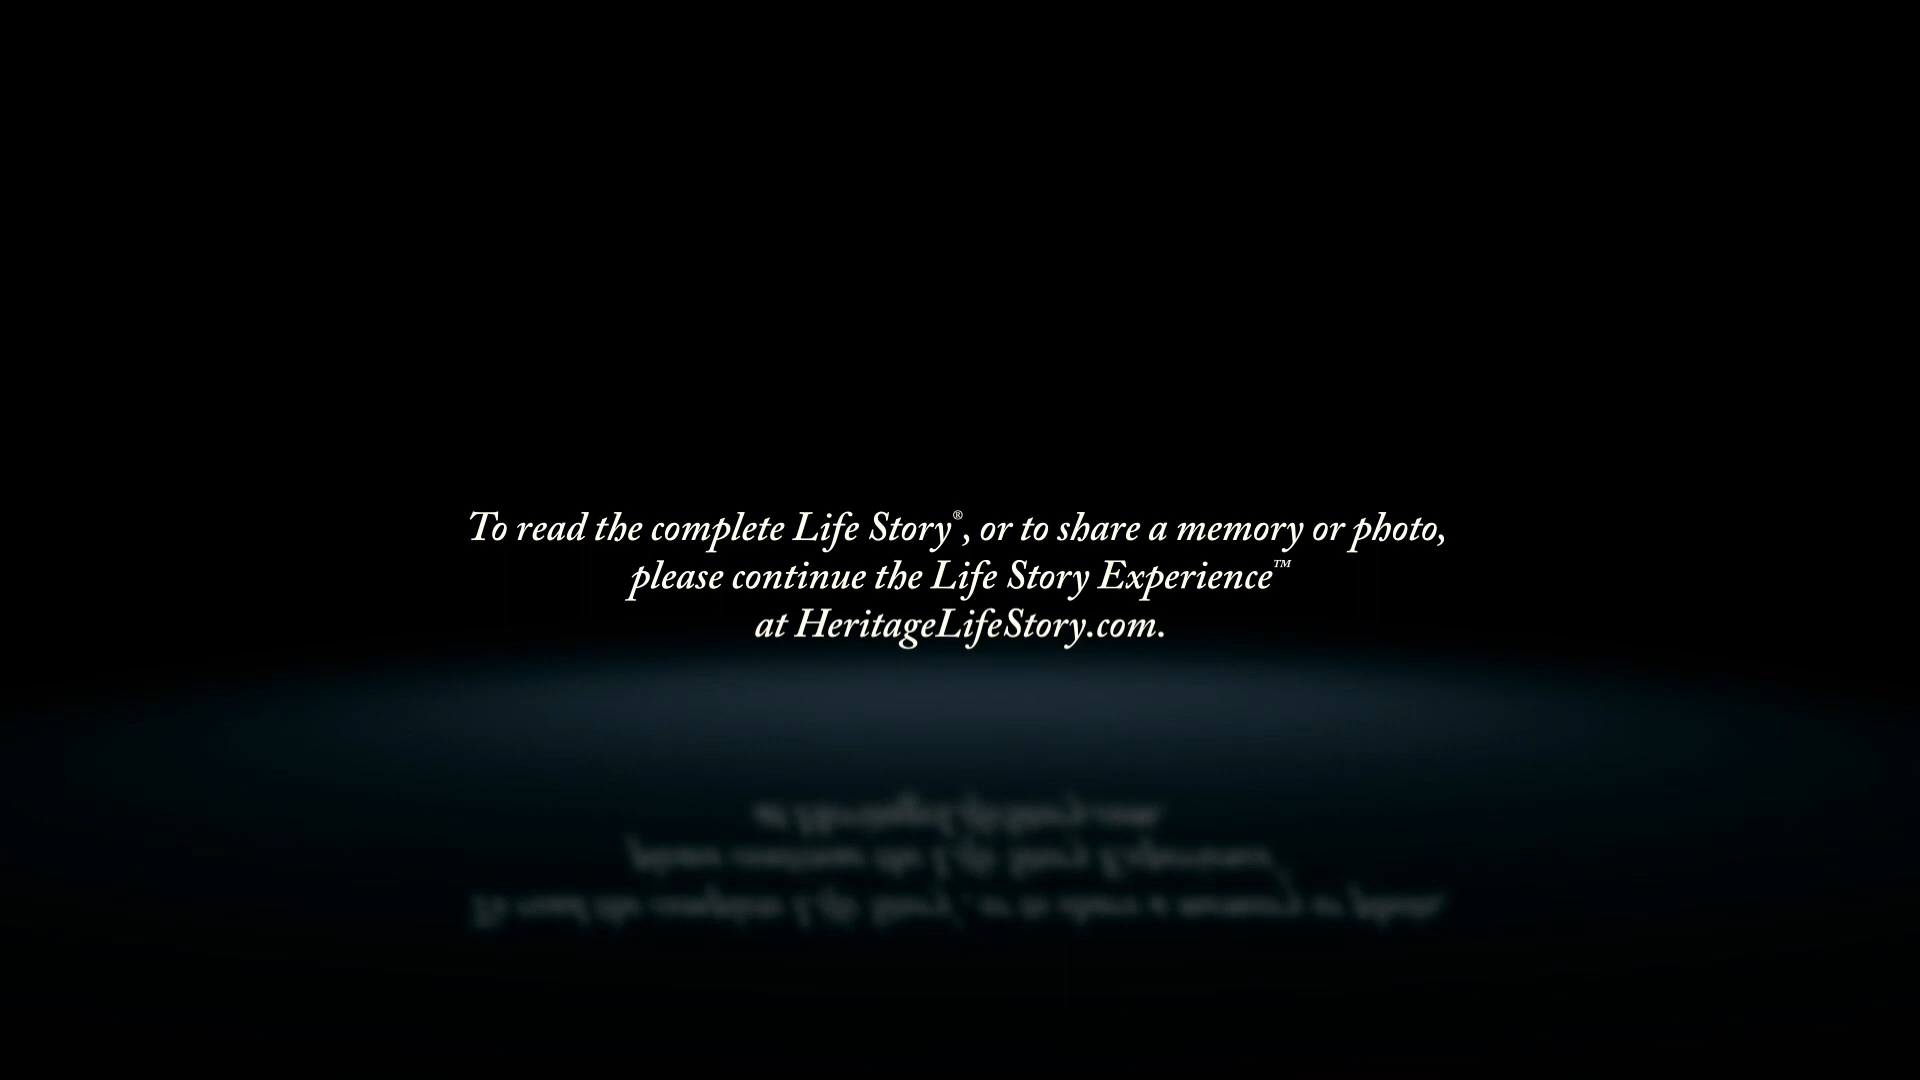 To read the complete Life Story®, or to share a memory or photo,
please continue the Life Story Experience™
at HeritageLifeStory.com.